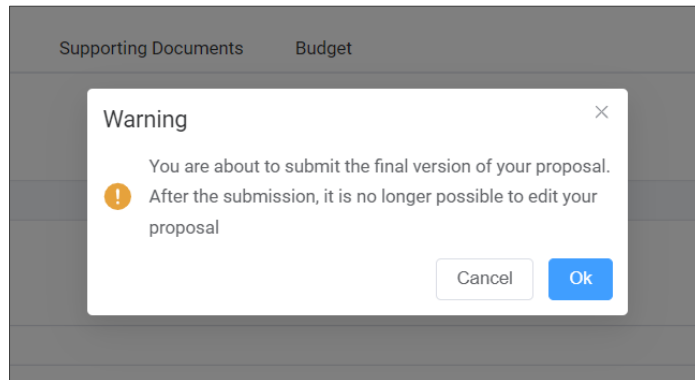 Supporting Documents Budget
Warning
You are about to submit the final version of your proposal.
After the submission, it is no longer possible to edit your
proposal
Cancel Ok